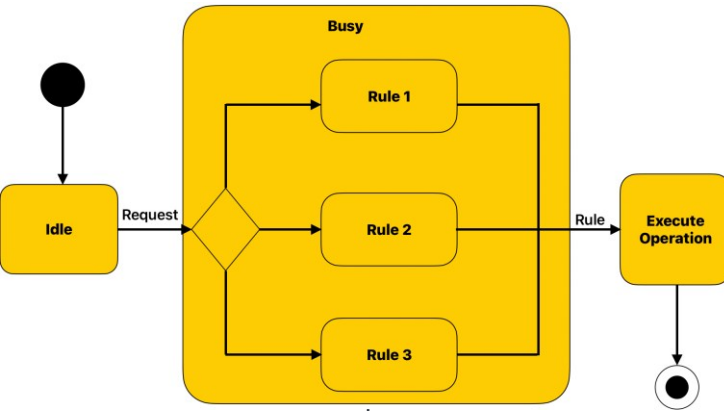 Busy
Rule 1
Request
Idle
Rule 2
Rule
Execute
Operation
Rule 3